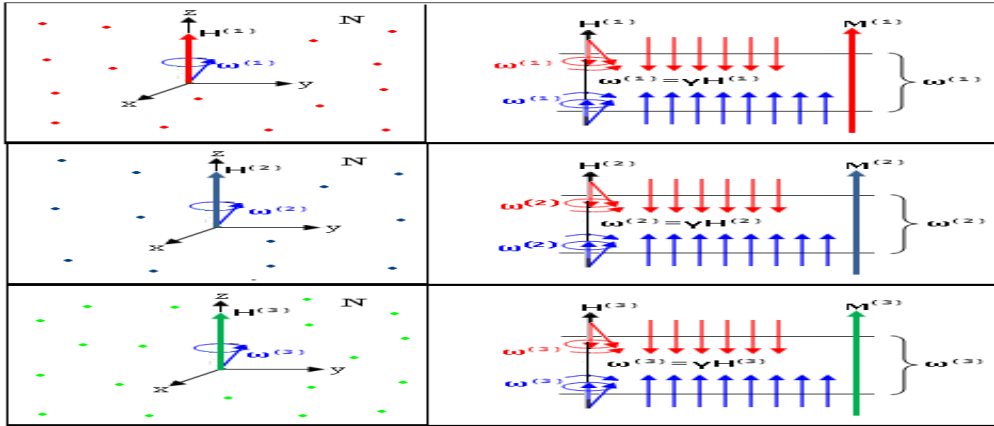 z N H⁽¹⁾ M⁽¹⁾
H⁽¹⁾
ω⁽¹⁾ ω⁽¹⁾ ω⁽¹⁾=γH⁽¹⁾ ω⁽¹⁾
x y ω⁽¹⁾
z N H⁽²⁾ M⁽²⁾
H⁽²⁾
ω⁽²⁾ ω⁽²⁾ ω⁽²⁾=γH⁽²⁾ ω⁽²⁾
x y ω⁽²⁾
z N H⁽³⁾ M⁽³⁾
H⁽³⁾
ω⁽³⁾ ω⁽³⁾ ω⁽³⁾=γH⁽³⁾ ω⁽³⁾
x y ω⁽³⁾